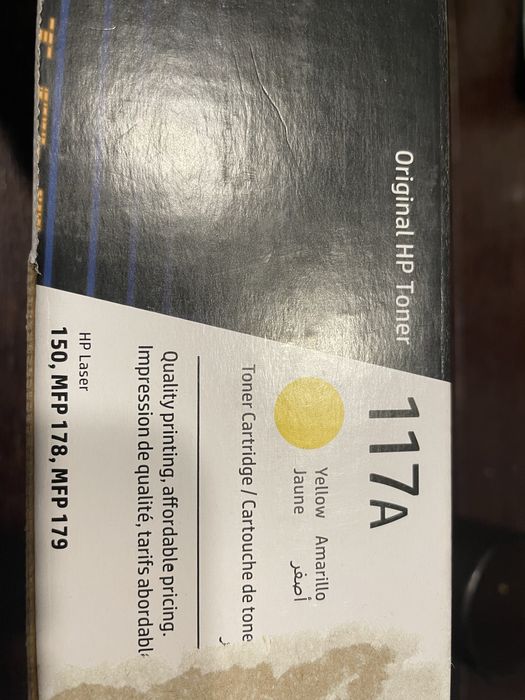 Original HP Toner
117A
Yellow Amarillo
Jaune أصفر
Toner Cartridge / Cartouche de tone
Quality printing, affordable pricing.
Impression de qualité, tarifs abordabl
HP Laser
150, MFP 178, MFP 179